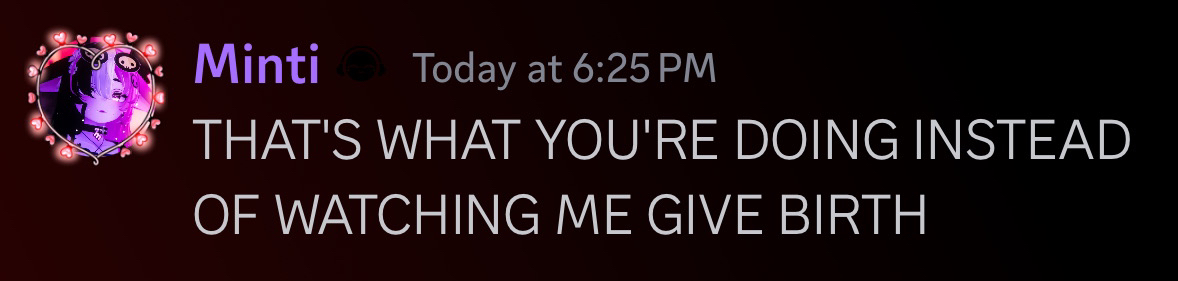 Minti Today at 6:25 PM
THAT'S WHAT YOU'RE DOING INSTEAD
OF WATCHING ME GIVE BIRTH